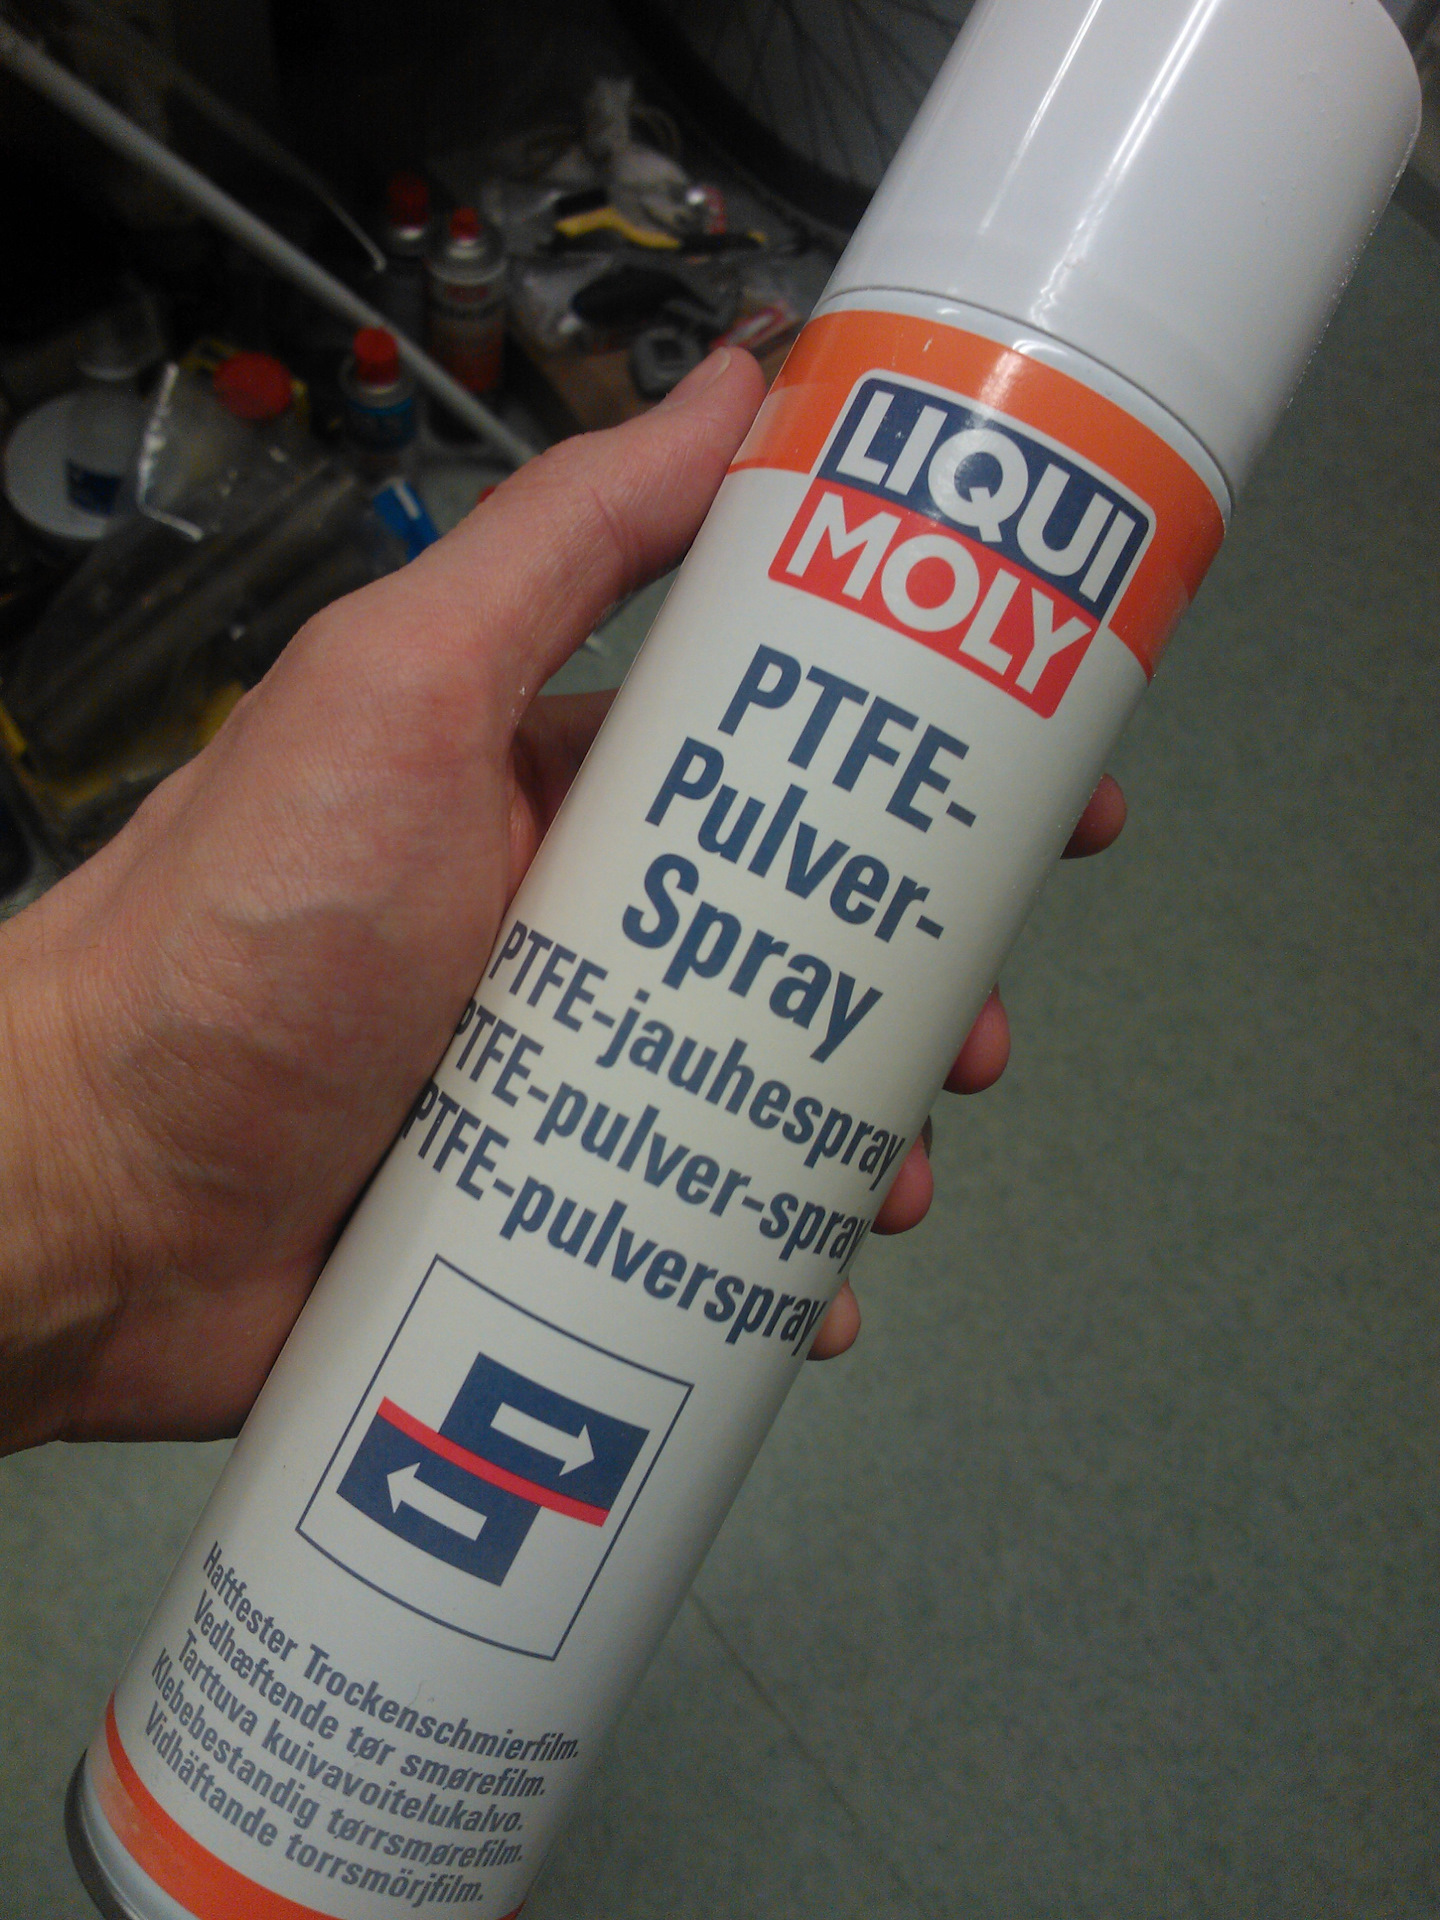 LIQUI
MOLY
PTFE-
Pulver-
Spray
PTFE-jauhespray
PTFE-pulver-spray
PTFE-pulverspray
Haftfester Trockenschmierfilm.
Vedhæftende tør smørefilm.
Tarttuva kuivavoitelukalvo.
Klebebestandig tørrsmørefilm.
Vidhäftande torrsmörjfilm.